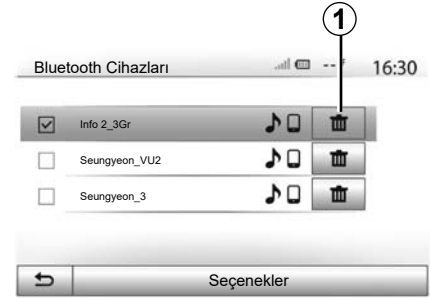 1
Bluetooth Cihazları -- 16:30
Info 2_3Gr
Seungyeon_VU2
Seungyeon_3
Seçenekler